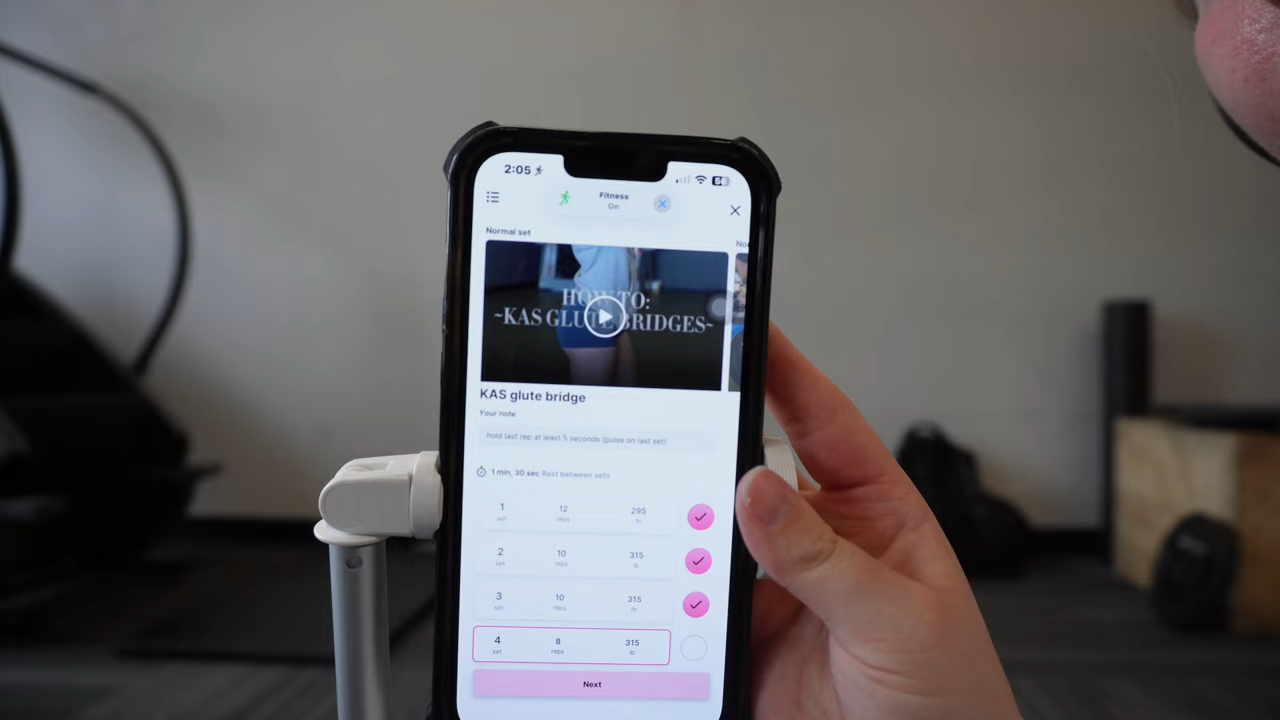 2:05
Fitness
On
Normal set
HOW TO:
~KAS GLUTE BRIDGES~
KAS glute bridge
Your note
hold last rep at least 5 seconds (pulse on last set)
1 min, 30 sec Rest between sets
1 12 295
set reps lb
2 10 315
set reps lb
3 10 315
set reps lb
4 8 315
set reps lb
Next